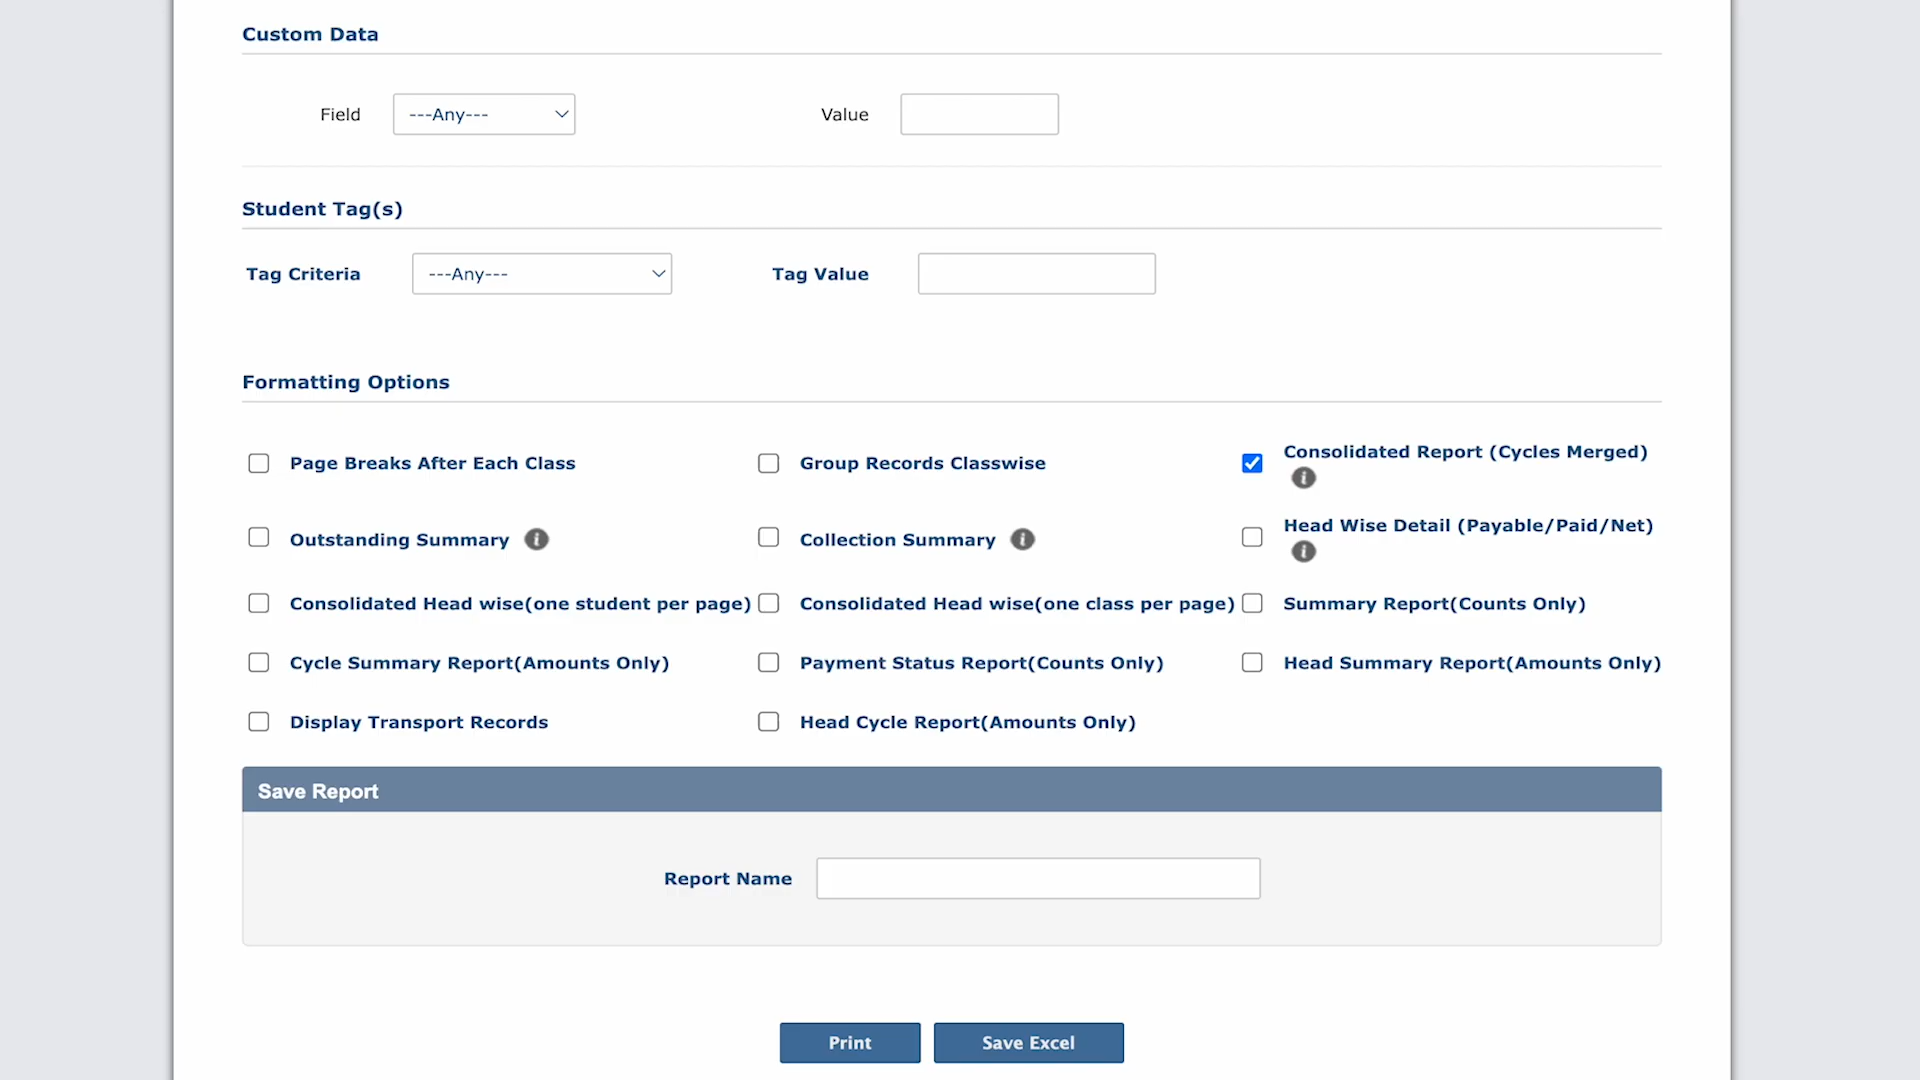 Custom Data
Field ---Any--- Value
Student Tag(s)
Tag Criteria ---Any--- Tag Value
Formatting Options
Page Breaks After Each Class Group Records Classwise Consolidated Report (Cycles Merged)
Outstanding Summary Collection Summary Head Wise Detail (Payable/Paid/Net)
Consolidated Head wise(one student per page) Consolidated Head wise(one class per page) Summary Report(Counts Only)
Cycle Summary Report(Amounts Only) Payment Status Report(Counts Only) Head Summary Report(Amounts Only)
Display Transport Records Head Cycle Report(Amounts Only)
Save Report
Report Name
Print Save Excel